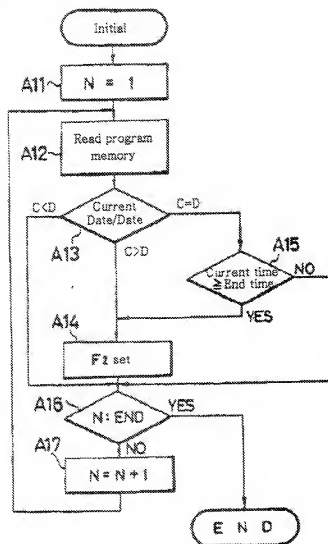 Initial
A11
N = 1
A12
Read program
memory
C<D
Current
Date/Date
C=D
A13
C>D
A15
Current time
≧End time
NO
YES
A14
F2 set
A16
N:END
YES
A17
NO
N=N+1
END